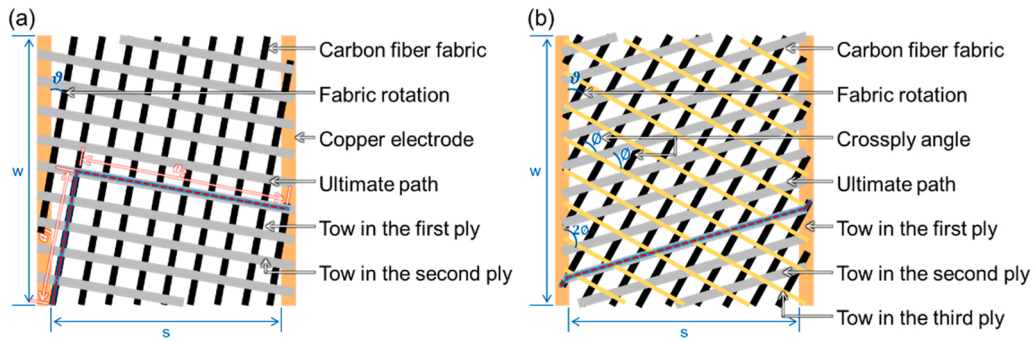 (a)
Carbon fiber fabric
ϑ
Fabric rotation
Copper electrode
w
Ultimate path
Tow in the first ply
Tow in the second ply
s
(b)
Carbon fiber fabric
ϑ
Fabric rotation
Ø
Ø
Crossply angle
w
Ultimate path
2Ø
Tow in the first ply
Tow in the second ply
Tow in the third ply
s